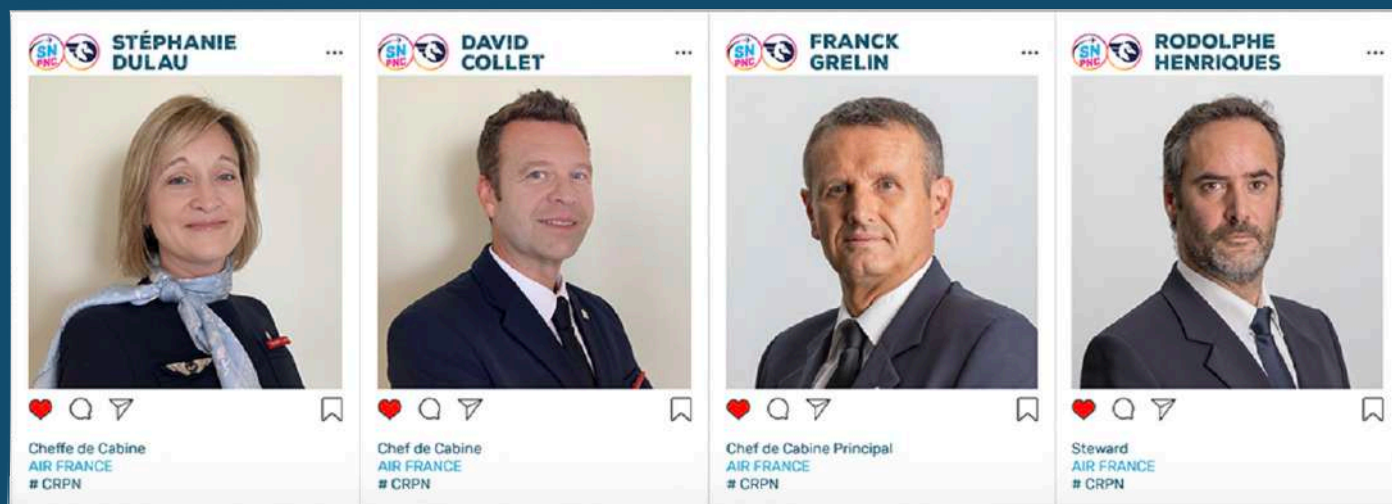 SN PNC
STÉPHANIE
DULAU
Cheffe de Cabine
AIR FRANCE
# CRPN
SN PNC
DAVID
COLLET
Chef de Cabine
AIR FRANCE
# CRPN
SN PNC
FRANCK
GRELIN
Chef de Cabine Principal
AIR FRANCE
# CRPN
SN PNC
RODOLPHE
HENRIQUES
Steward
AIR FRANCE
# CRPN